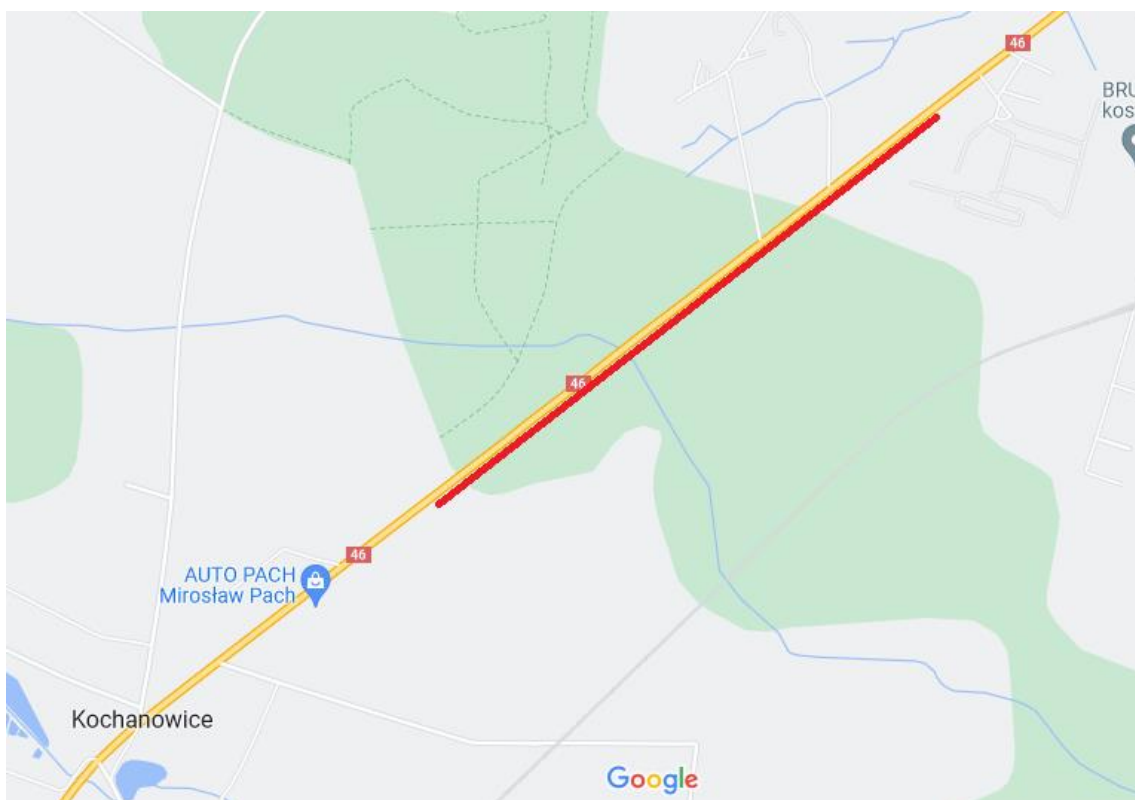 46
BRU
kos
46
46
AUTO PACH
Mirosław Pach
Kochanowice
Google